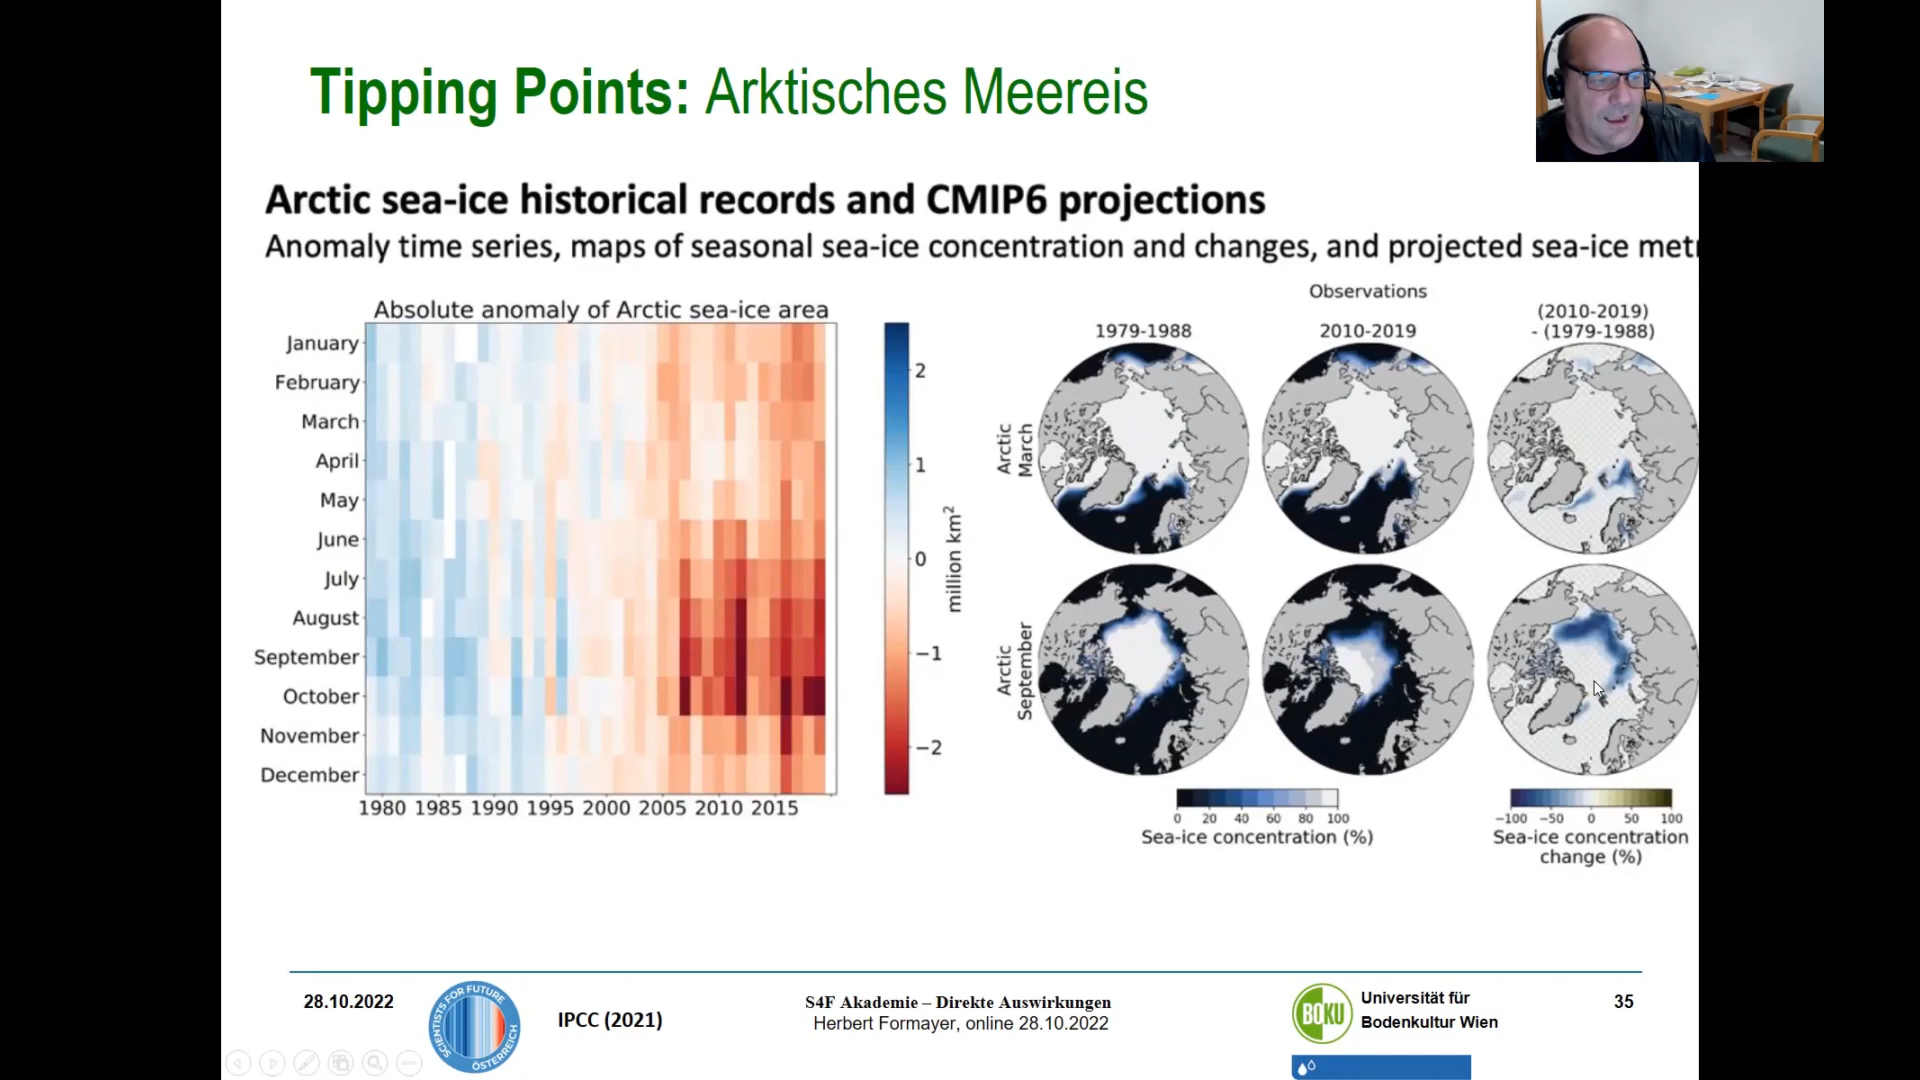 Tipping Points: Arktisches Meereis
Arctic sea-ice historical records and CMIP6 projections
Anomaly time series, maps of seasonal sea-ice concentration and changes, and projected sea-ice metr
Absolute anomaly of Arctic sea-ice area
January
February
March
April
May
June
July
August
September
October
November
December
1980 1985 1990 1995 2000 2005 2010 2015
2
1
0
−1
−2
million km²
Observations
1979-1988
2010-2019
(2010-2019)
- (1979-1988)
Arctic
March
Arctic
September
0 20 40 60 80 100
Sea-ice concentration (%)
−100 −50 0 50 100
Sea-ice concentration
change (%)
28.10.2022
SCIENTISTS FOR FUTURE
ÖSTERREICH
IPCC (2021)
S4F Akademie – Direkte Auswirkungen
Herbert Formayer, online 28.10.2022
BOKU
Universität für
Bodenkultur Wien
35